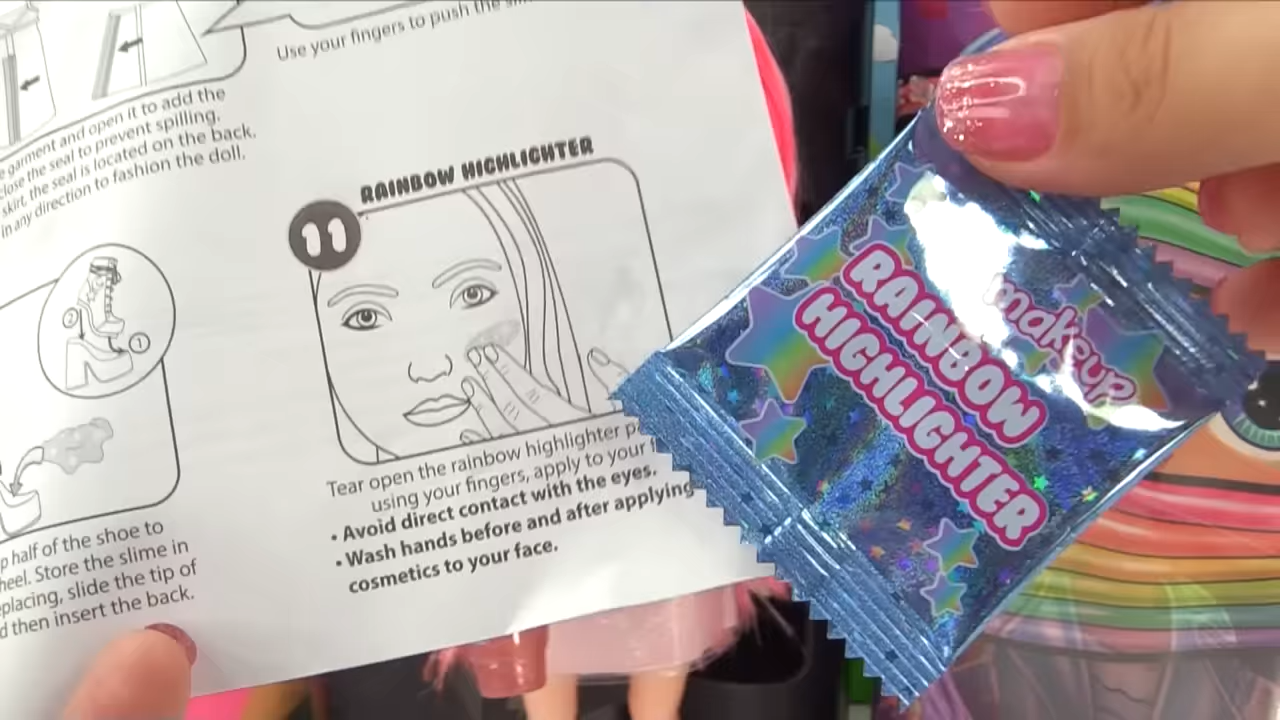 Use your fingers to push the
garment and open it to add the
close the seal to prevent spilling.
skirt, the seal is located on the back.
in any direction to fashion the doll.
RAINBOW HIGHLIGHTER
11
2
1
Tear open the rainbow highlighter
using your fingers, apply to your
• Avoid direct contact with the eyes.
• Wash hands before and after applying
cosmetics to your face.
half of the shoe to
heel. Store the slime in
slide the tip of
then insert the back.
makeup
RAINBOW
HIGHLIGHTER